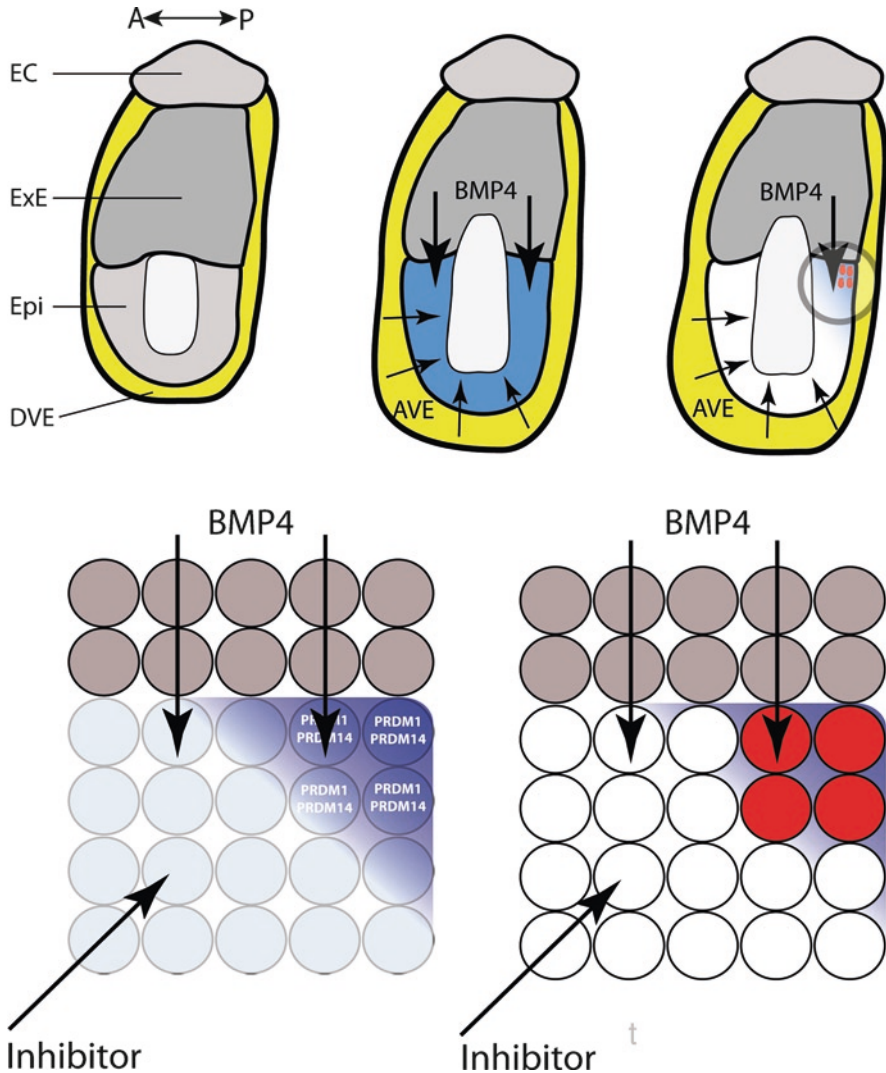 A P
EC
ExE
Epi
DVE
BMP4
AVE
BMP4
AVE
BMP4
PRDM1
PRDM14
PRDM1
PRDM14
PRDM1
PRDM14
PRDM1
PRDM14
Inhibitor
BMP4
t
Inhibitor